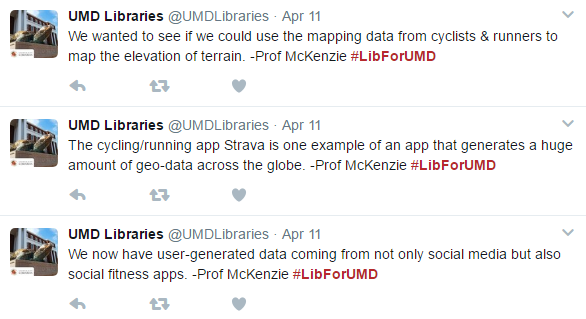 UMD Libraries @UMDLibraries · Apr 11
We wanted to see if we could use the mapping data from cyclists & runners to
map the elevation of terrain. -Prof McKenzie #LibForUMD
UMD Libraries @UMDLibraries · Apr 11
The cycling/running app Strava is one example of an app that generates a huge
amount of geo-data across the globe. -Prof McKenzie #LibForUMD
UMD Libraries @UMDLibraries · Apr 11
We now have user-generated data coming from not only social media but also
social fitness apps. -Prof McKenzie #LibForUMD